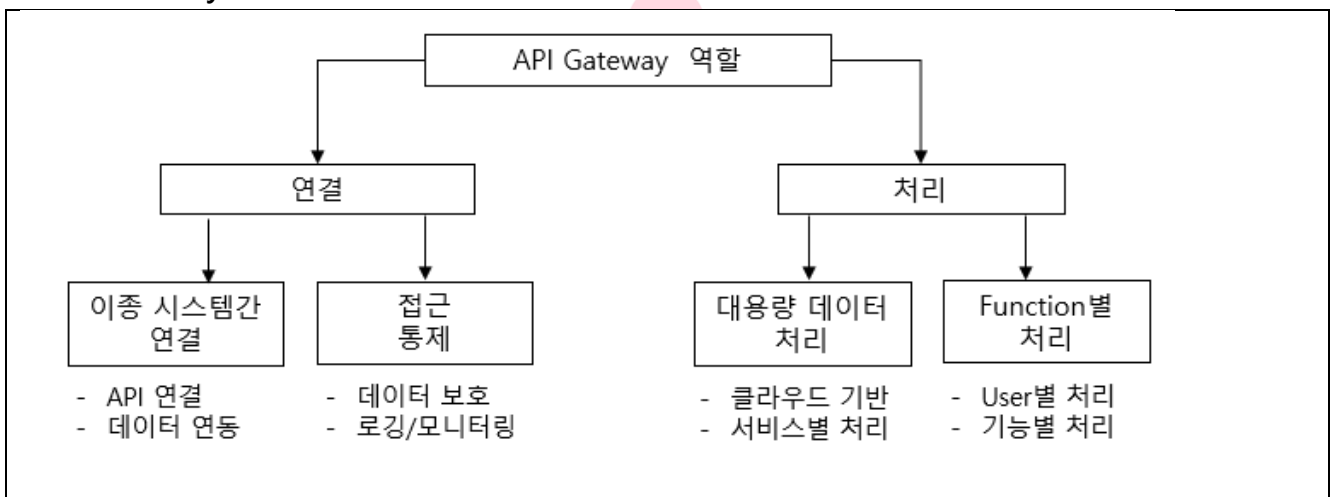 API Gateway 역할
연결
처리
이종 시스템간
연결
접근
통제
대용량 데이터
처리
Function별
처리
- API 연결
- 데이터 연동
- 데이터 보호
- 로깅/모니터링
- 클라우드 기반
- 서비스별 처리
- User별 처리
- 기능별 처리